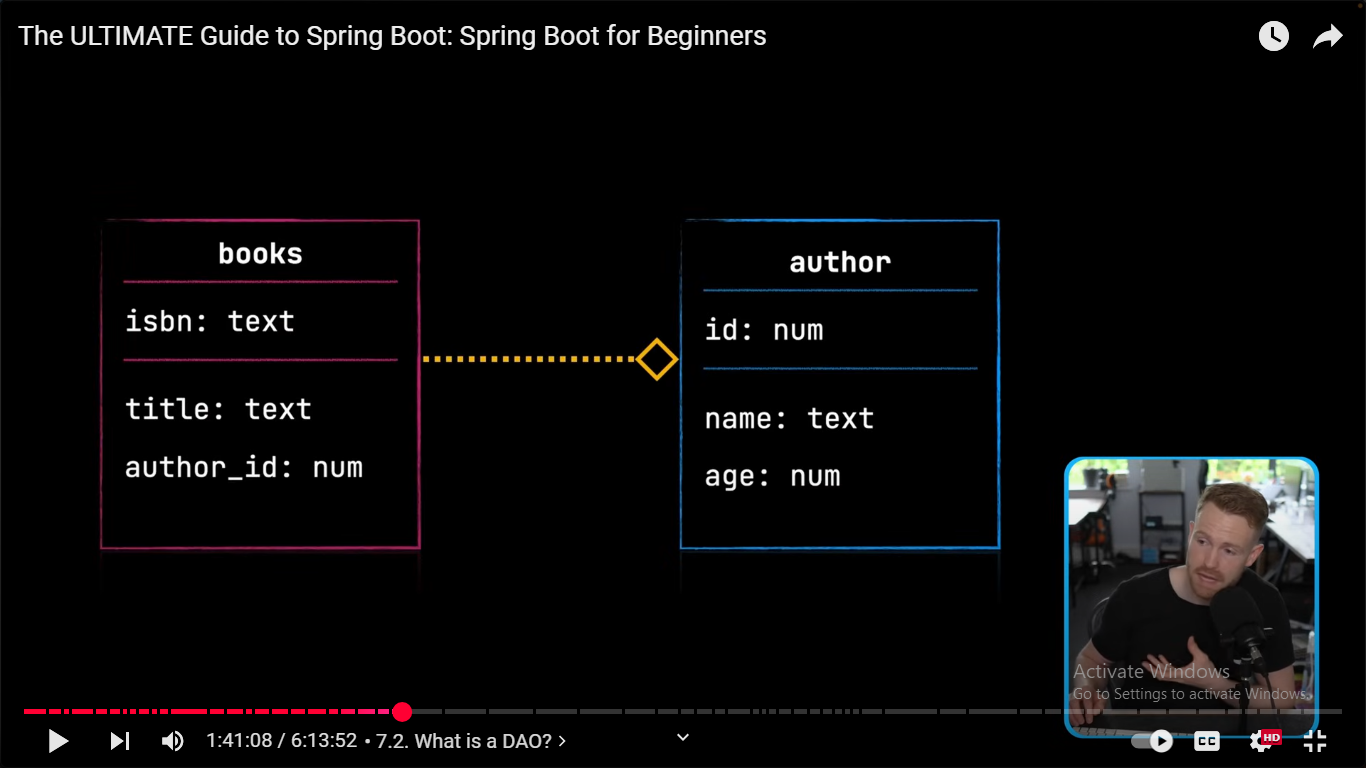 The ULTIMATE Guide to Spring Boot: Spring Boot for Beginners
books
isbn: text
title: text
author_id: num
author
id: num
name: text
age: num
Activate Windows
Go to Settings to activate Windows.
1:41:08 / 6:13:52 • 7.2. What is a DAO? >
CC
HD